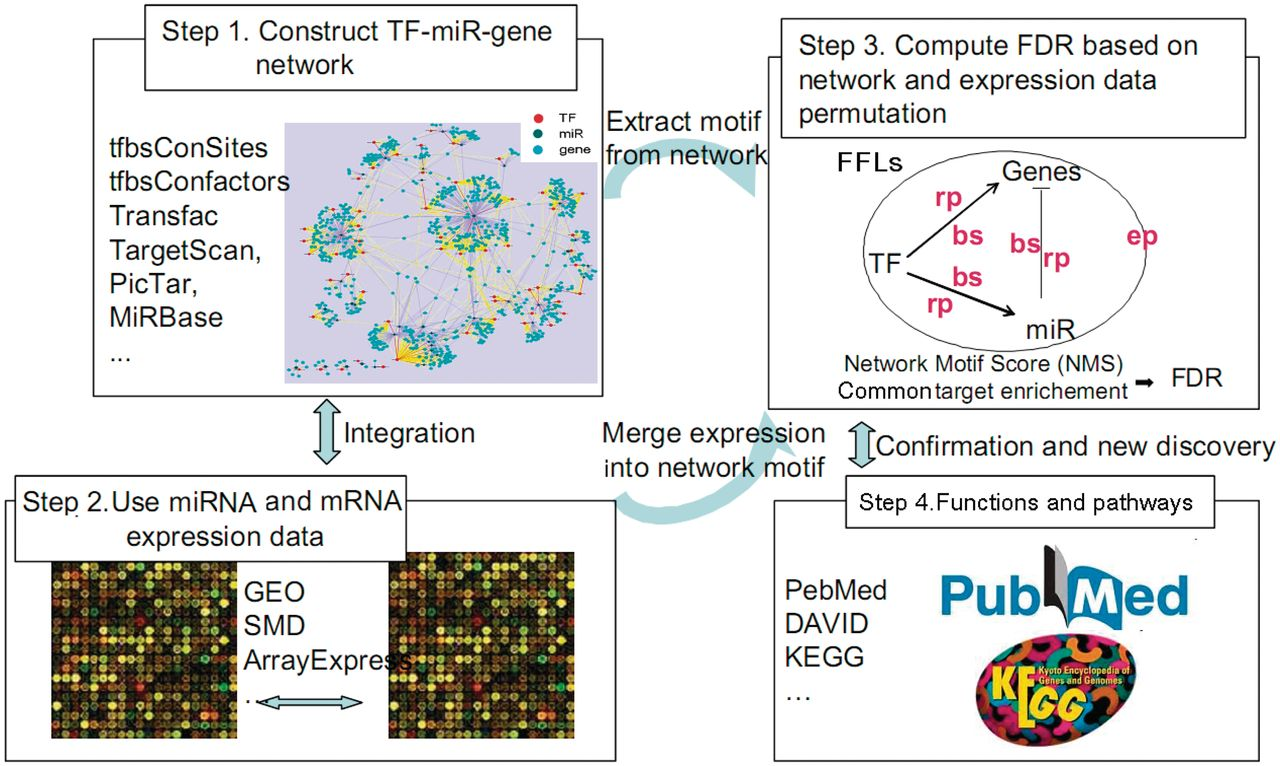 Step 1. Construct TF-miR-gene
network
tfbsConSites
tfbsConfactors
Transfac
TargetScan,
PicTar,
MiRBase
...
TF
miR
gene
Extract motif
from network
Step 3. Compute FDR based on
network and expression data
permutation
FFLs
Genes
rp
bs
bs
rp
ep
TF
bs
rp
miR
Network Motif Score (NMS)
Common target enrichement ➡ FDR
Integration
Merge expression
into network motif
Confirmation and new discovery
Step 2.Use miRNA and mRNA
expression data
GEO
SMD
ArrayExpress
...
Step 4.Functions and pathways
PebMed
DAVID
KEGG
...
PubMed
Kyoto Encyclopedia of
Genes and Genomes
KEGG